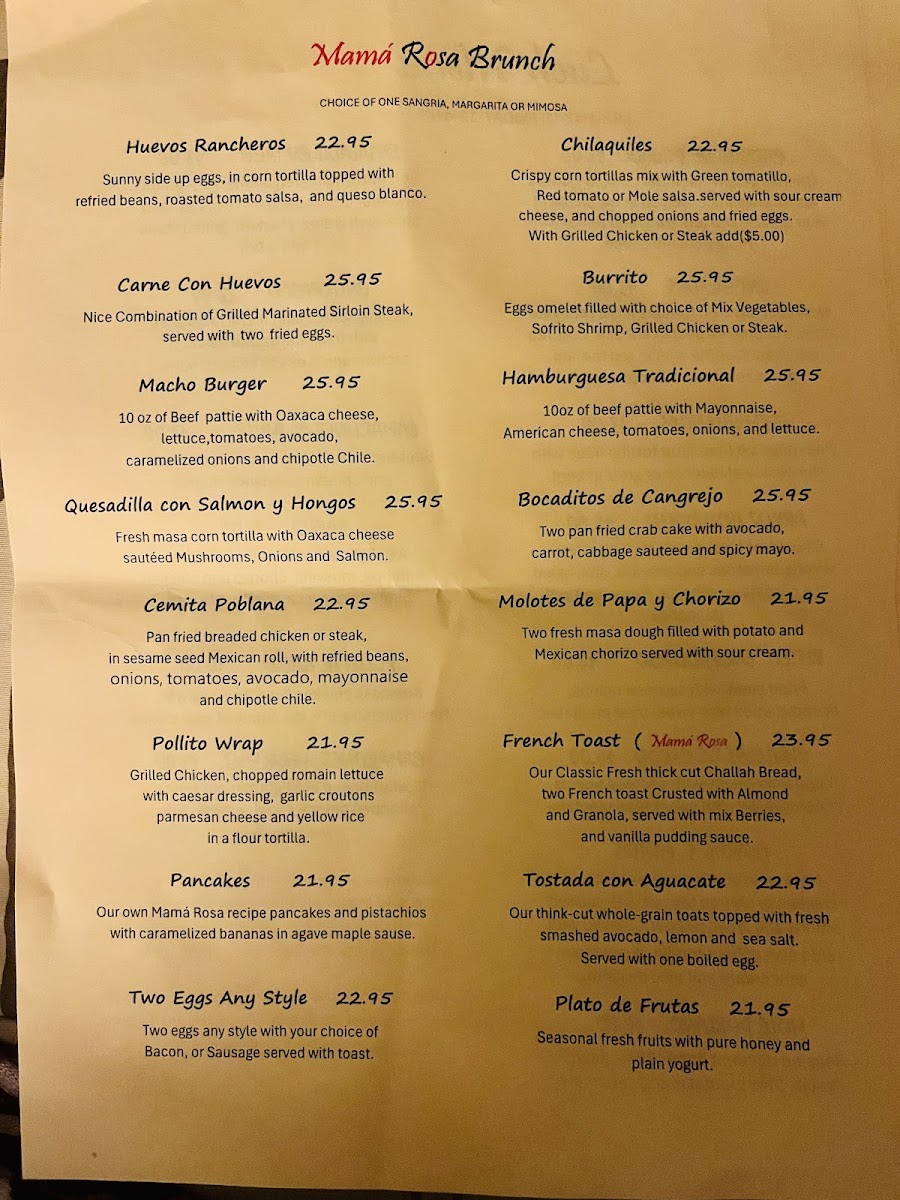 Mamá Rosa Brunch
CHOICE OF ONE SANGRIA, MARGARITA OR MIMOSA
Huevos Rancheros 22.95
Sunny side up eggs, in corn tortilla topped with
refried beans, roasted tomato salsa, and queso blanco.
Carne Con Huevos 25.95
Nice Combination of Grilled Marinated Sirloin Steak,
served with two fried eggs.
Macho Burger 25.95
10 oz of Beef pattie with Oaxaca cheese,
lettuce,tomatoes, avocado,
caramelized onions and chipotle Chile.
Quesadilla con Salmon y Hongos 25.95
Fresh masa corn tortilla with Oaxaca cheese
sautéed Mushrooms, Onions and Salmon.
Cemita Poblana 22.95
Pan fried breaded chicken or steak,
in sesame seed Mexican roll, with refried beans,
onions, tomatoes, avocado, mayonnaise
and chipotle chile.
Pollito Wrap 21.95
Grilled Chicken, chopped romain lettuce
with caesar dressing, garlic croutons
parmesan cheese and yellow rice
in a flour tortilla.
Pancakes 21.95
Our own Mamá Rosa recipe pancakes and pistachios
with caramelized bananas in agave maple sause.
Two Eggs Any Style 22.95
Two eggs any style with your choice of
Bacon, or Sausage served with toast.
Chilaquiles 22.95
Crispy corn tortillas mix with Green tomatillo,
Red tomato or Mole salsa.served with sour cream
cheese, and chopped onions and fried eggs.
With Grilled Chicken or Steak add($5.00)
Burrito 25.95
Eggs omelet filled with choice of Mix Vegetables,
Sofrito Shrimp, Grilled Chicken or Steak.
Hamburguesa Tradicional 25.95
10oz of beef pattie with Mayonnaise,
American cheese, tomatoes, onions, and lettuce.
Bocaditos de Cangrejo 25.95
Two pan fried crab cake with avocado,
carrot, cabbage sauteed and spicy mayo.
Molotes de Papa y Chorizo 21.95
Two fresh masa dough filled with potato and
Mexican chorizo served with sour cream.
French Toast ( Mamá Rosa ) 23.95
Our Classic Fresh thick cut Challah Bread,
two French toast Crusted with Almond
and Granola, served with mix Berries,
and vanilla pudding sauce.
Tostada con Aguacate 22.95
Our think-cut whole-grain toats topped with fresh
smashed avocado, lemon and sea salt.
Served with one boiled egg.
Plato de Frutas 21.95
Seasonal fresh fruits with pure honey and
plain yogurt.